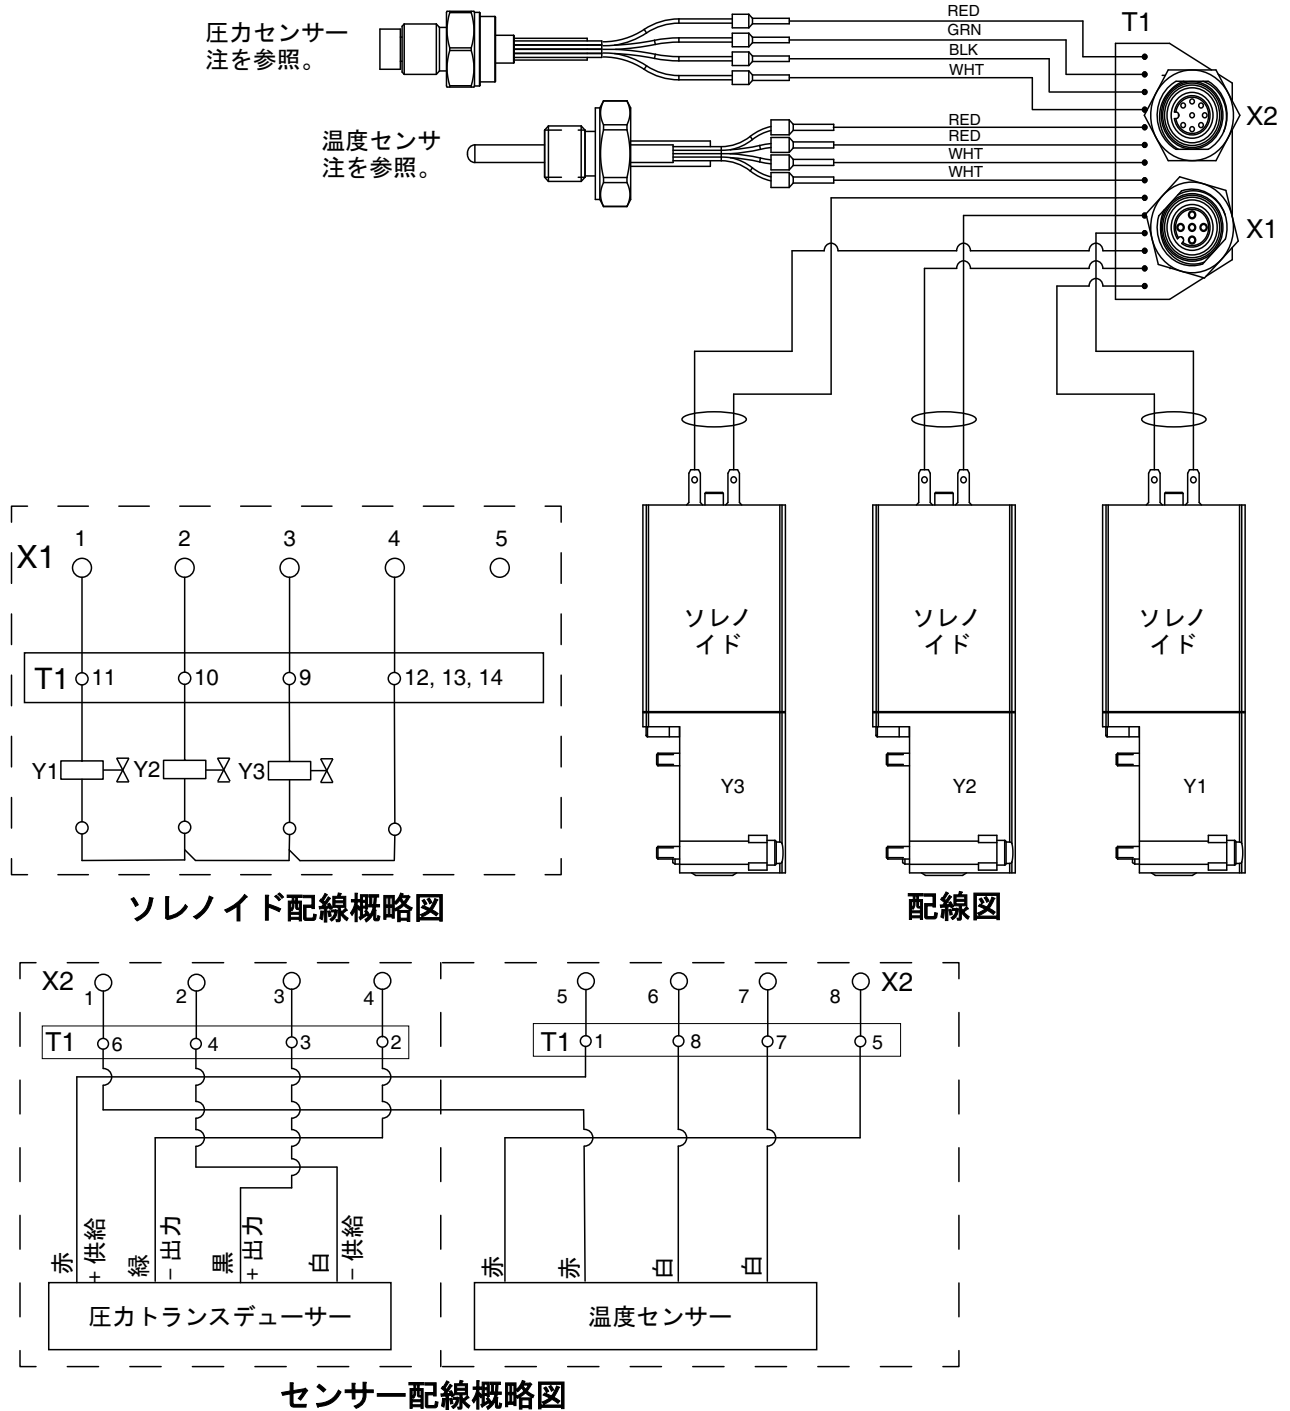 圧力センサー
注を参照。
RED
GRN
BLK
WHT
T1
X2
温度センサ
注を参照。
RED
RED
WHT
WHT
X1
X1
1
2
3
4
5
T1
11
10
9
12, 13, 14
Y1
Y2
Y3
ソレノイド配線概略図
ソレノ
イド
Y3
ソレノ
イド
Y2
ソレノ
イド
Y1
配線図
X2
1
2
3
4
T1
6
4
3
2
5
6
7
8
X2
T1
1
8
7
5
赤
+ 供給
緑
- 出力
黒
+ 出力
白
- 供給
圧力トランスデューサー
赤
赤
白
白
温度センサー
センサー配線概略図